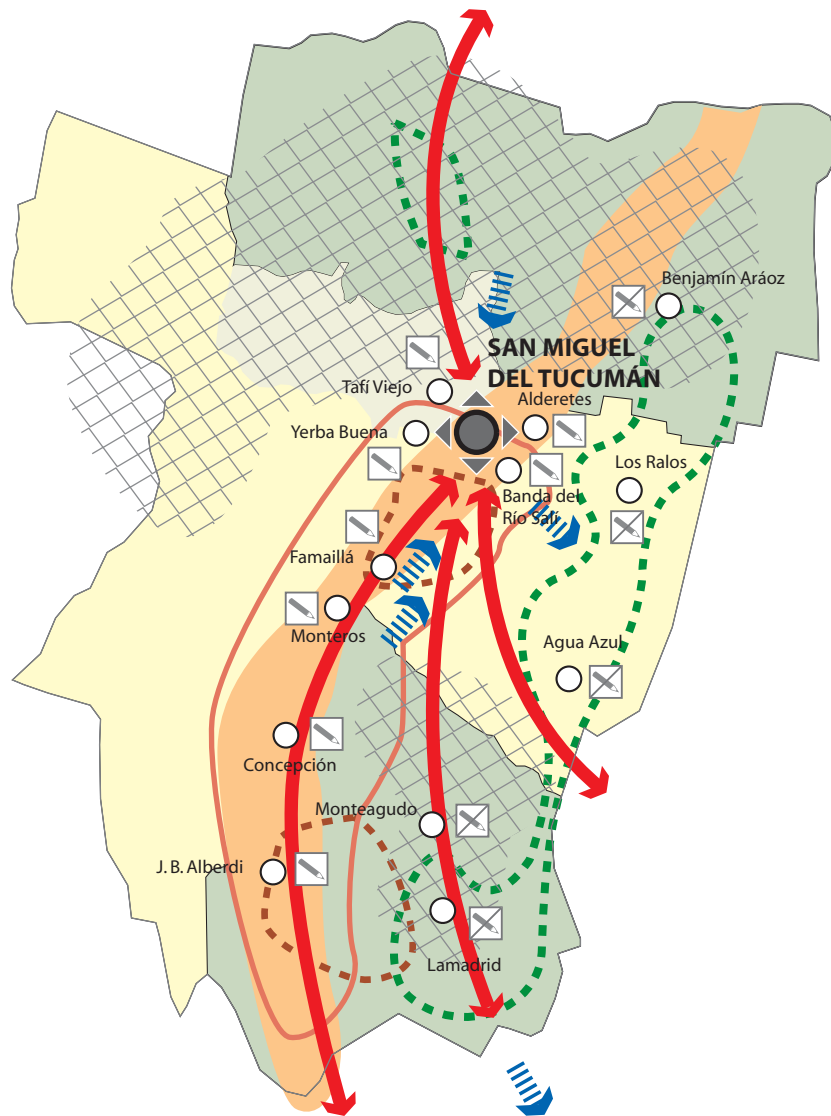 Benjamín Aráoz
SAN MIGUEL
DEL TUCUMÁN
Tafí Viejo
Alderetes
Yerba Buena
Los Ralos
Banda del
Río Salí
Famaillá
Monteros
Agua Azul
Concepción
Monteagudo
J. B. Alberdi
Lamadrid